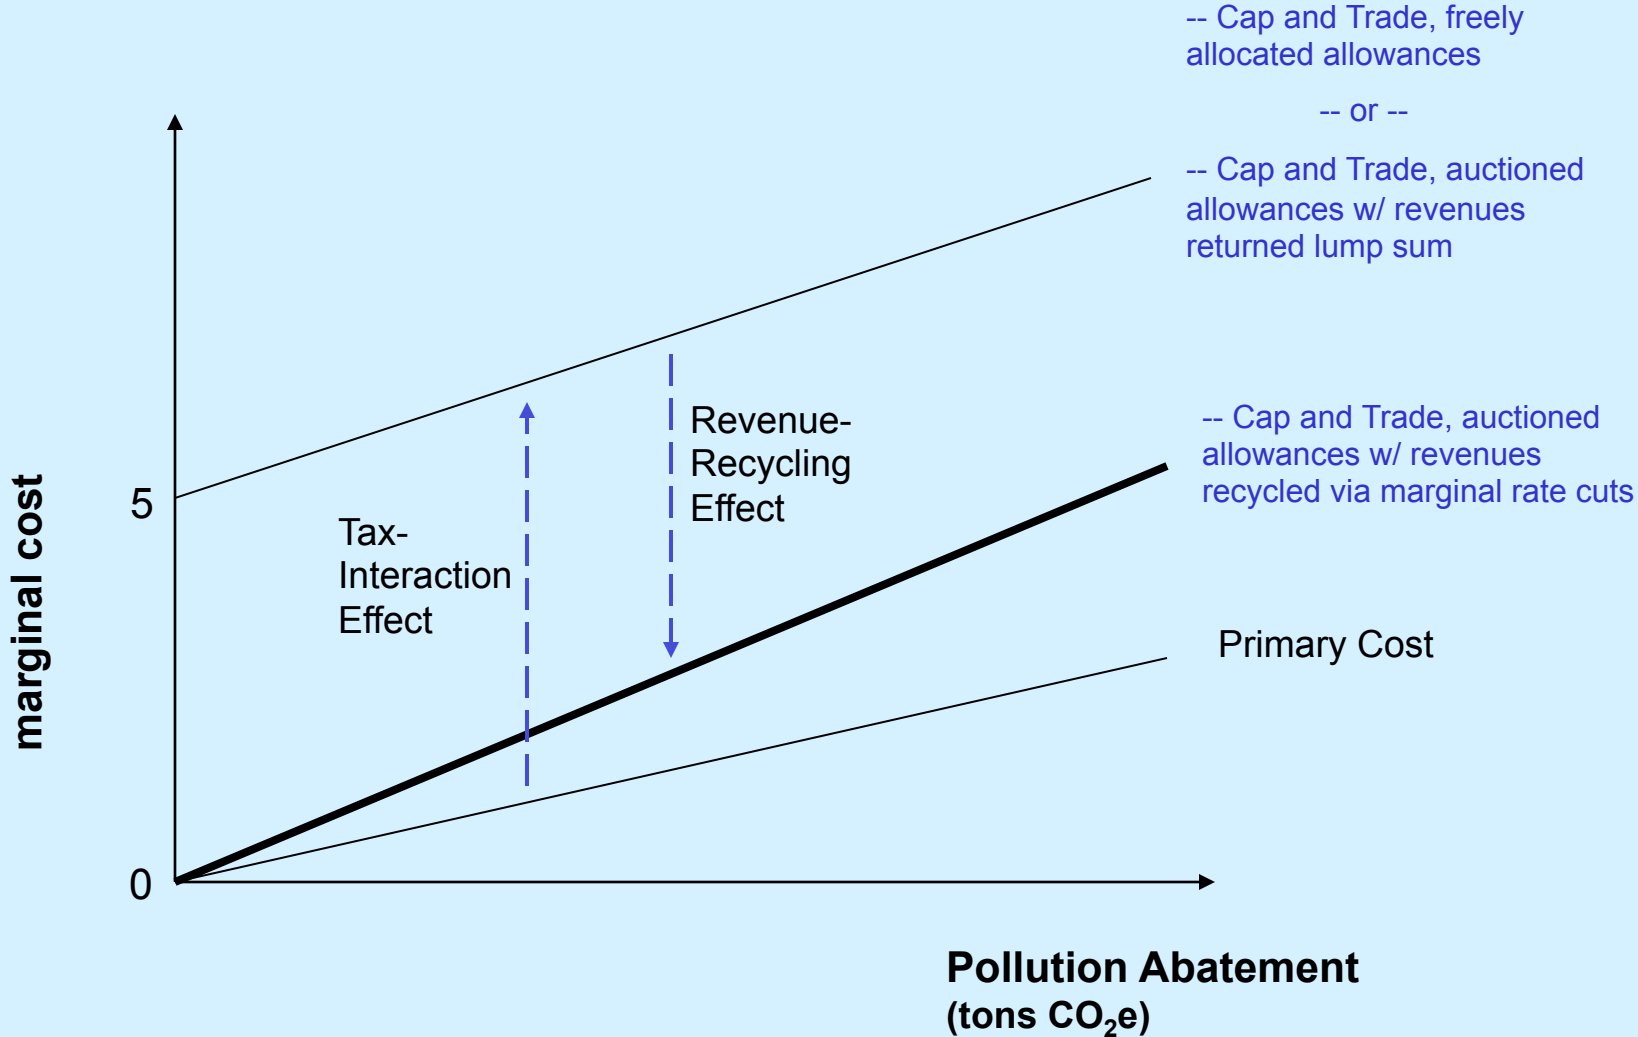 -- Cap and Trade, freely
allocated allowances
-- or --
-- Cap and Trade, auctioned
allowances w/ revenues
returned lump sum
Revenue-
Recycling
Effect
-- Cap and Trade, auctioned
allowances w/ revenues
recycled via marginal rate cuts
marginal cost
5
Tax-
Interaction
Effect
Primary Cost
0
Pollution Abatement
(tons CO₂e)